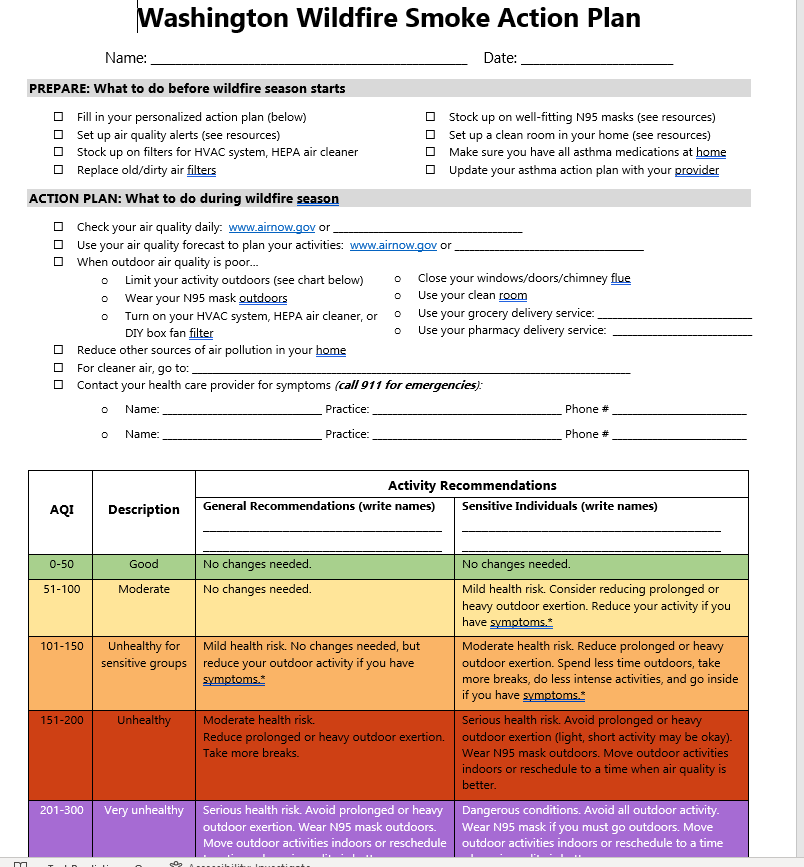 Washington Wildfire Smoke Action Plan
Name: ________________________________________ Date: ___________________
PREPARE: What to do before wildfire season starts
☐ Fill in your personalized action plan (below)
☐ Set up air quality alerts (see resources)
☐ Stock up on filters for HVAC system, HEPA air cleaner
☐ Replace old/dirty air filters
☐ Stock up on well-fitting N95 masks (see resources)
☐ Set up a clean room in your home (see resources)
☐ Make sure you have all asthma medications at home
☐ Update your asthma action plan with your provider
ACTION PLAN: What to do during wildfire season
☐ Check your air quality daily: www.airnow.gov or ______________________________
☐ Use your air quality forecast to plan your activities: www.airnow.gov or ______________________________
☐ When outdoor air quality is poor...
o Limit your activity outdoors (see chart below)
o Wear your N95 mask outdoors
o Turn on your HVAC system, HEPA air cleaner, or
DIY box fan filter
o Close your windows/doors/chimney flue
o Use your clean room
o Use your grocery delivery service: ________________________
o Use your pharmacy delivery service: ______________________
☐ Reduce other sources of air pollution in your home
☐ For cleaner air, go to: ______________________________________________________________________
☐ Contact your health care provider for symptoms (call 911 for emergencies):
o Name: _________________________ Practice: ______________________________ Phone # _____________________
o Name: _________________________ Practice: ______________________________ Phone # _____________________
AQI
Description
Activity Recommendations
General Recommendations (write names)
______________________________________
______________________________________
Sensitive Individuals (write names)
_________________________________________
_________________________________________
0-50
Good
No changes needed.
No changes needed.
51-100
Moderate
No changes needed.
Mild health risk. Consider reducing prolonged or
heavy outdoor exertion. Reduce your activity if you
have symptoms.*
101-150
Unhealthy for
sensitive groups
Mild health risk. No changes needed, but
reduce your outdoor activity if you have
symptoms.*
Moderate health risk. Reduce prolonged or heavy
outdoor exertion. Spend less time outdoors, take
more breaks, do less intense activities, and go inside
if you have symptoms.*
151-200
Unhealthy
Moderate health risk.
Reduce prolonged or heavy outdoor exertion.
Take more breaks.
Serious health risk. Avoid prolonged or heavy
outdoor exertion (light, short activity may be okay).
Wear N95 mask outdoors. Move outdoor activities
indoors or reschedule to a time when air quality is
better.
201-300
Very unhealthy
Serious health risk. Avoid prolonged or heavy
outdoor exertion. Wear N95 mask outdoors.
Move outdoor activities indoors or reschedule
Dangerous conditions. Avoid all outdoor activity.
Wear N95 mask if you must go outdoors. Move
outdoor activities indoors or reschedule to a time